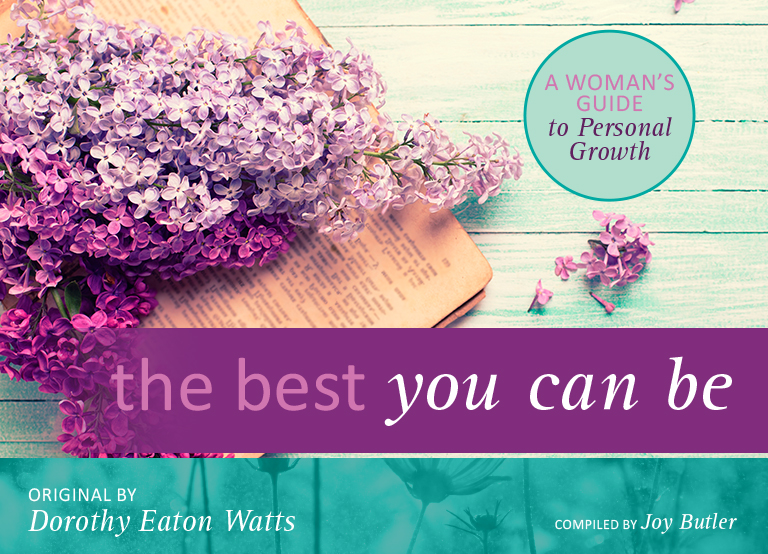 A WOMAN'S
GUIDE
to Personal
Growth
the best you can be
ORIGINAL BY
Dorothy Eaton Watts
COMPILED BY Joy Butler